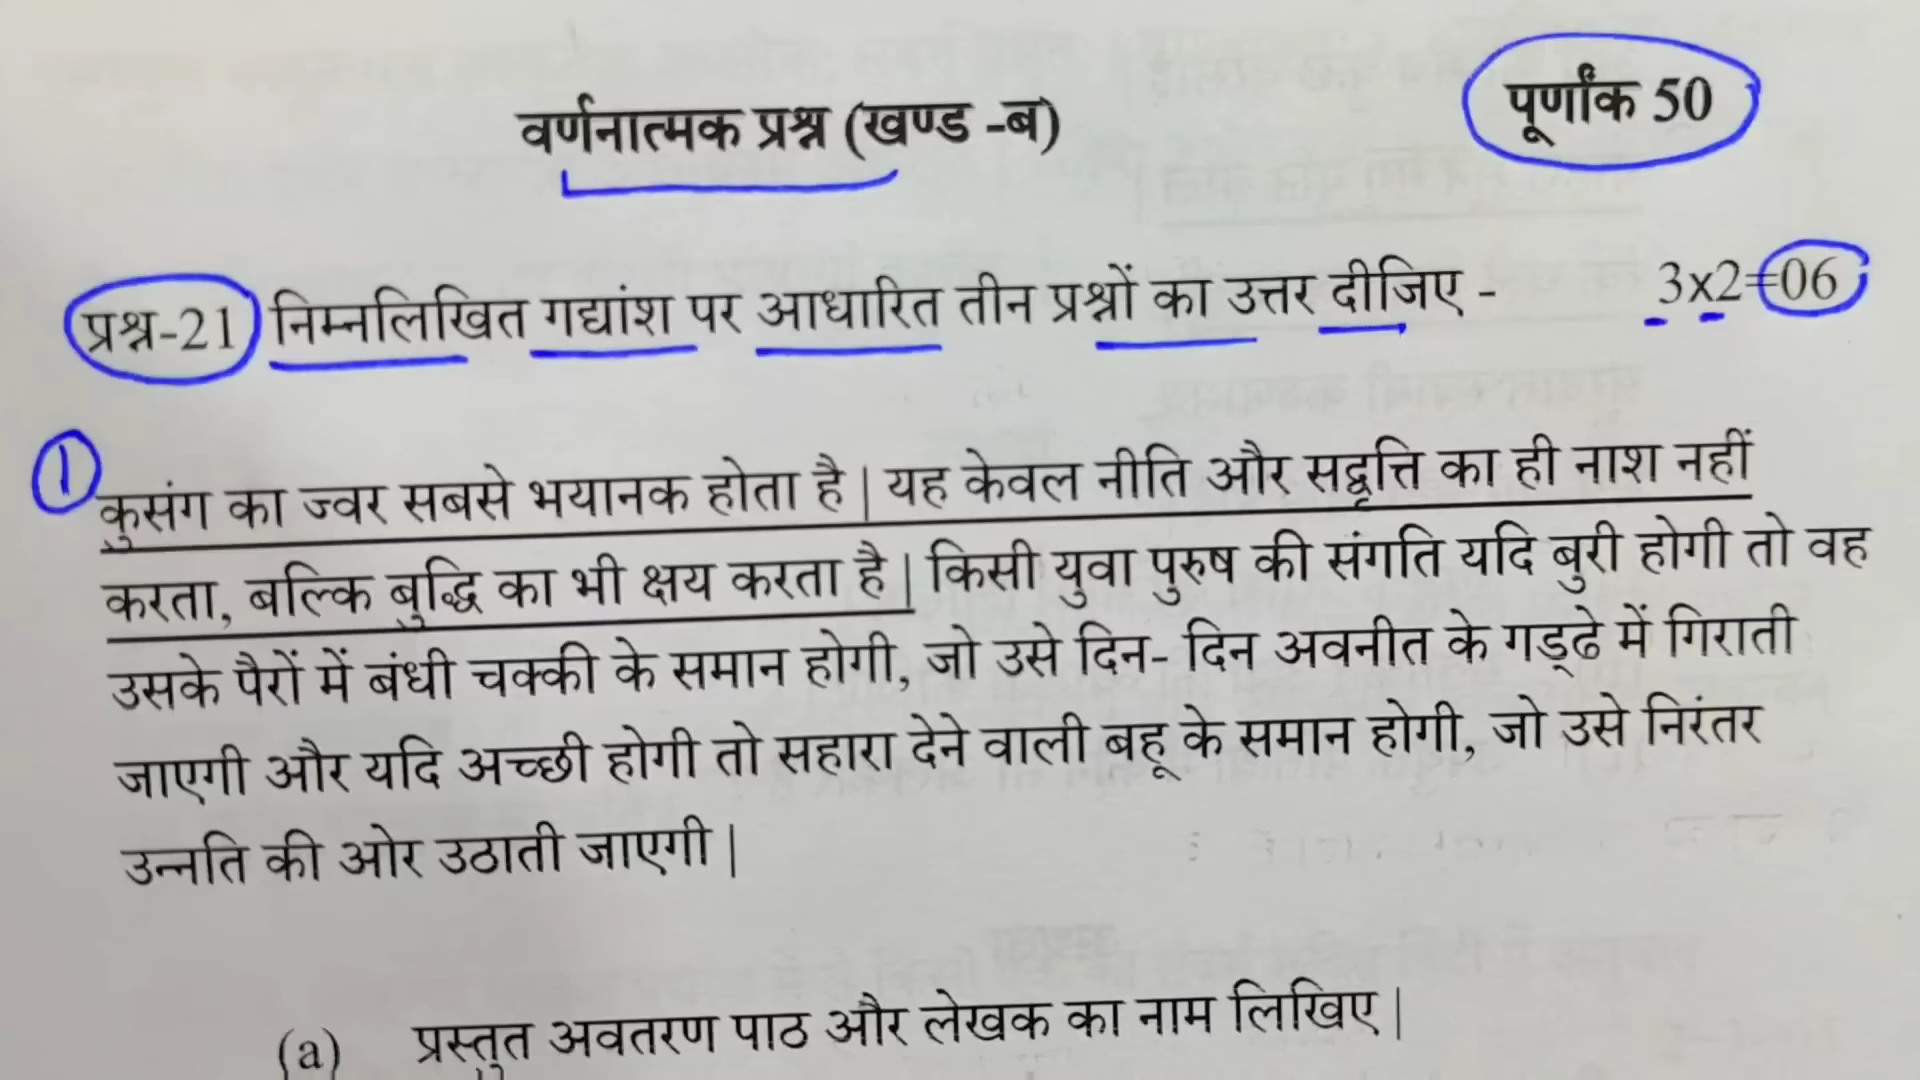 पूर्णांक 50
वर्णनात्मक प्रश्न (खण्ड -ब)
प्रश्न-21 निम्नलिखित गद्यांश पर आधारित तीन प्रश्नों का उत्तर दीजिए - 3x2=06
1
कुसंग का ज्वर सबसे भयानक होता है | यह केवल नीति और सद्वृत्ति का ही नाश नहीं
करता, बल्कि बुद्धि का भी क्षय करता है | किसी युवा पुरुष की संगति यदि बुरी होगी तो वह
उसके पैरों में बंधी चक्की के समान होगी, जो उसे दिन- दिन अवनीत के गड्ढे में गिराती
जाएगी और यदि अच्छी होगी तो सहारा देने वाली बहू के समान होगी, जो उसे निरंतर
उन्नति की ओर उठाती जाएगी |
(a) प्रस्तुत अवतरण पाठ और लेखक का नाम लिखिए |